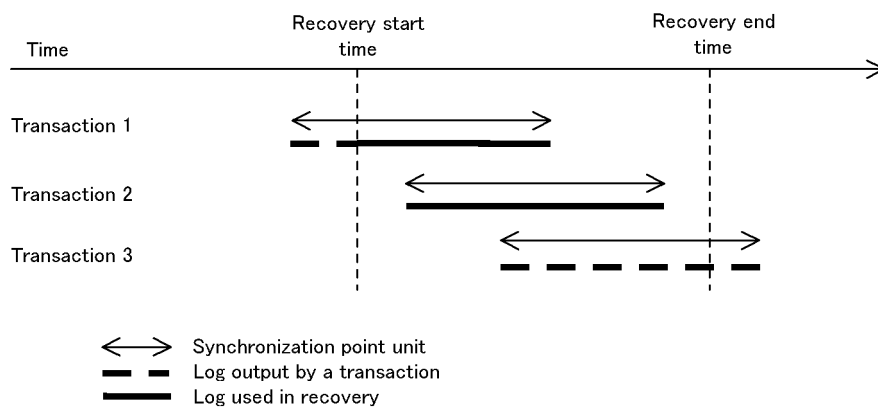 Recovery start
time
Recovery end
time
Time
Transaction 1
Transaction 2
Transaction 3
Synchronization point unit
Log output by a transaction
Log used in recovery